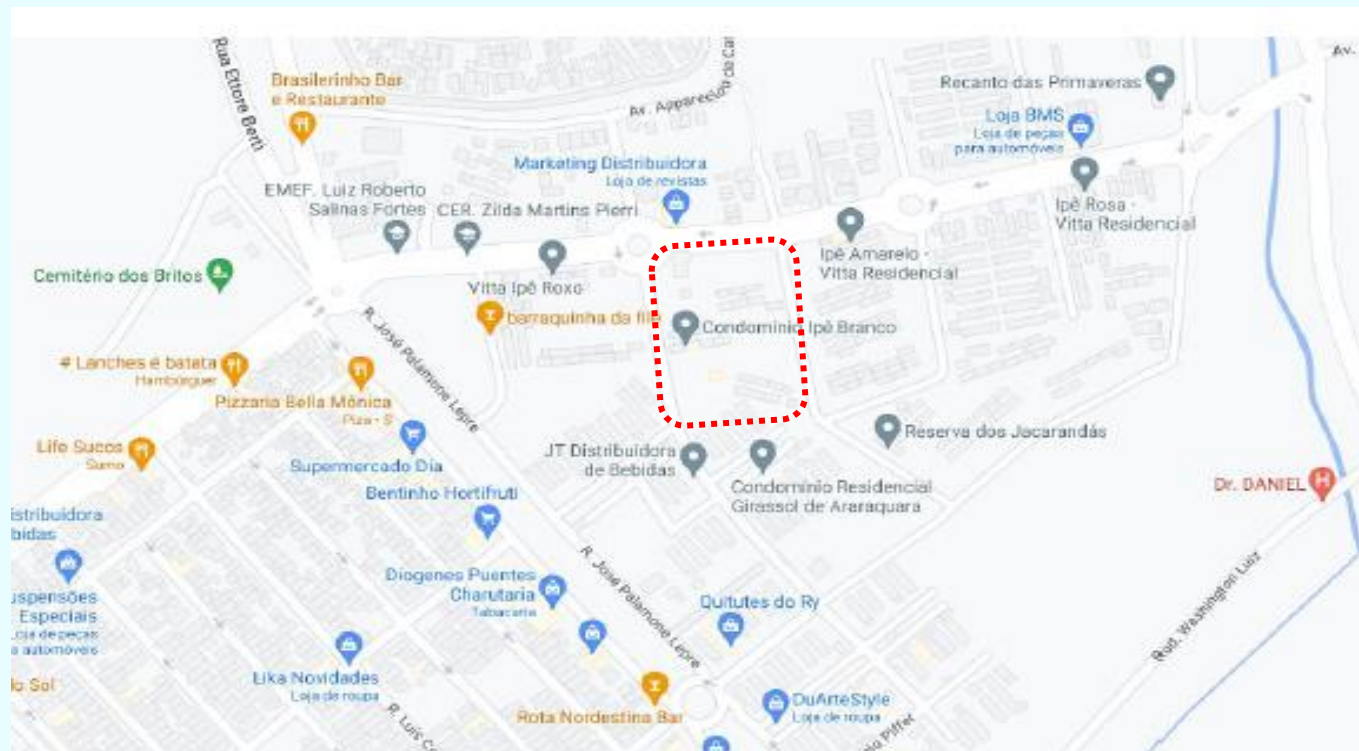 Rua Ettore Berti
Brasileirinho Bar
e Restaurante
Av. Apparecido de Car
Av.
Recanto das Primaveras
Loja BMS
Loja de peças
para automóveis
Marketing Distribuidora
Loja de revistas
EMEF. Luiz Roberto
Salinas Fortes
CER. Zilda Martins Pierri
Ipê Rosa -
Vitta Residencial
Ipê Amarelo -
Vitta Residencial
Cemitério dos Britos
Vitta Ipê Roxo
barraquinha da
Condomínio Ipê Branco
R. José Palamone Lepre
# Lanches é batata
Hambúrguer
Pizzaria Bella Mônica
Pizza - $
Life Sucos
Sumo
Supermercado Dia
JT Distribuidora
de Bebidas
Reserva dos Jacarandás
Condominio Residencial
Girassol de Araraquara
Dr. DANIEL
Bentinho Hortifruti
istribuidora
bidas
R. José Palamone Lepre
Rod. Washington Luiz
Diogenes Puentes
Charutaria
Tabacaria
Quitutes do Ry
uspensões
Especiais
Loja de peças
a automóveis
Lika Novidades
Loja de roupa
lo Sol
R. Luis C
Rota Nordestina Bar
DuArteStyle
Loja de roupa
Piffer